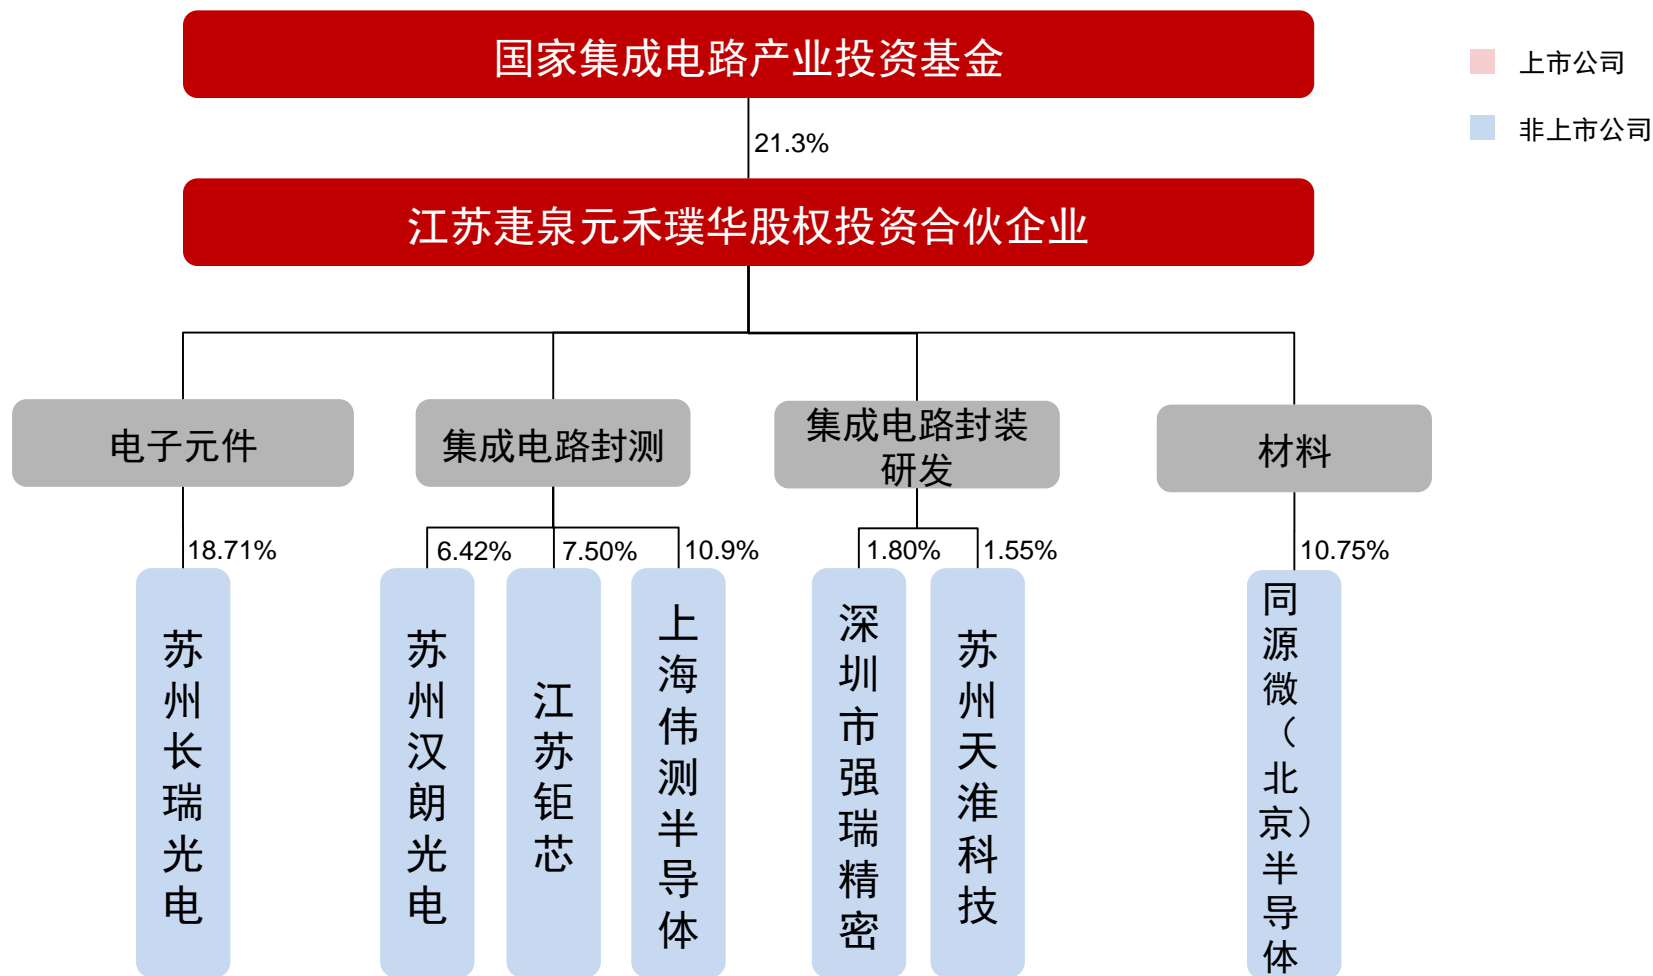 国家集成电路产业投资基金
上市公司
非上市公司
21.3%
江苏疌泉元禾璞华股权投资合伙企业
电子元件
集成电路封测
集成电路封装
研发
材料
18.71%
6.42%
7.50%
10.9%
1.80%
1.55%
10.75%
苏州长瑞光电
苏州汉朗光电
江苏钜芯
上海伟测半导体
深圳市强瑞精密
苏州天淮科技
同源微（北京）半导体